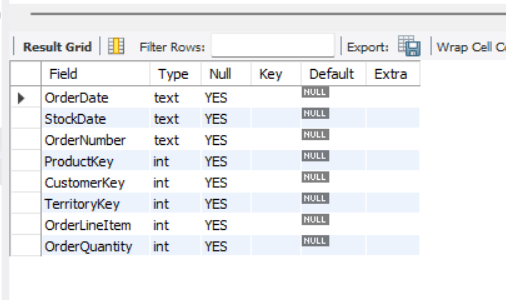 Result Grid Filter Rows: Export: Wrap Cell C
Field Type Null Key Default Extra
OrderDate text YES NULL
StockDate text YES NULL
OrderNumber text YES NULL
ProductKey int YES NULL
CustomerKey int YES NULL
TerritoryKey int YES NULL
OrderLineItem int YES NULL
OrderQuantity int YES NULL